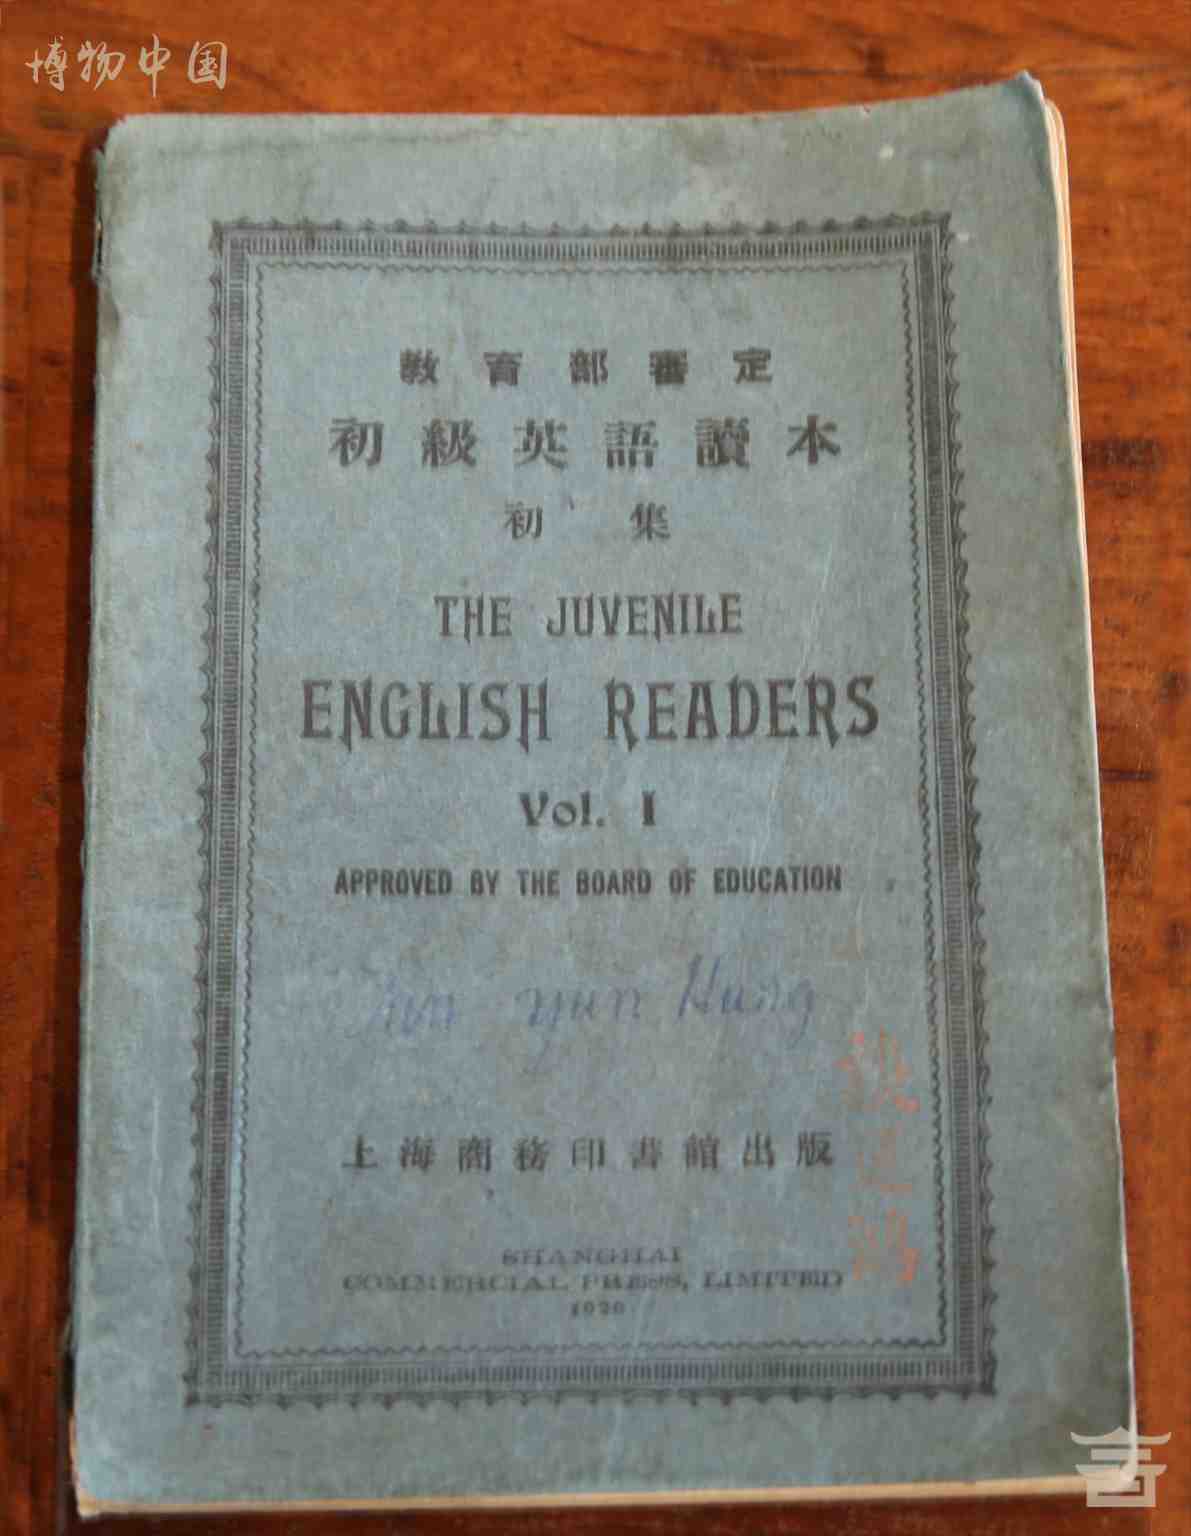 博物中国
教育部審定
初級英語讀本
初集
THE JUVENILE
ENGLISH READERS
Vol. I
APPROVED BY THE BOARD OF EDUCATION
yun Hung
上海商務印書館出版
SHANGHAI
COMMERCIAL PRESS, LIMITED